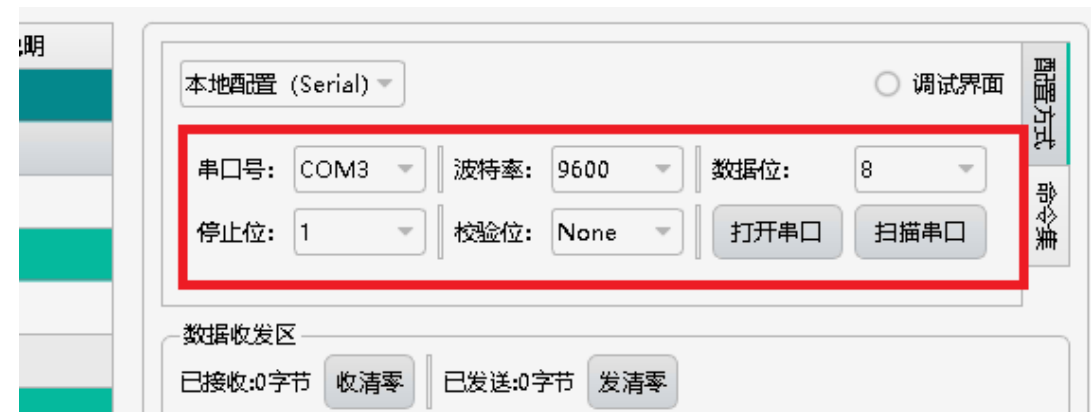 明
本地配置 (Serial)
调试界面
配置方式
串口号: COM3 波特率: 9600 数据位: 8
命令集
停止位: 1 校验位: None 打开串口 扫描串口
数据收发区
已接收:0字节 收清零 已发送:0字节 发清零